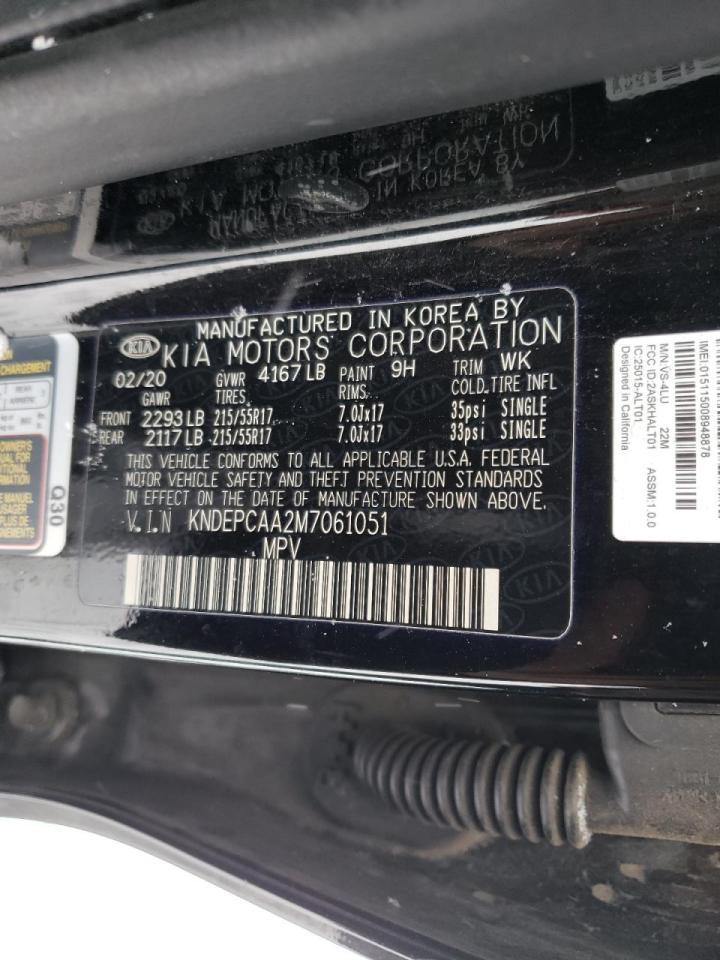 MANUFACTURED IN KOREA BY
KIA KIA MOTORS CORPORATION
02/20 GVWR 4167 LB PAINT 9H TRIM WK
GAWR TIRES RIMS. COLD.TIRE INFL
FRONT 2293LB 215/55R17 7.0Jx17 35psi SINGLE
REAR 2117LB 215/55R17 7.0Jx17 33psi SINGLE
THIS VEHICLE CONFORMS TO ALL APPLICABLE U.S.A. FEDERAL
MOTOR VEHICLE SAFETY AND THEFT PREVENTION STANDARDS
IN EFFECT ON THE DATE OF MANUFACTURE SHOWN ABOVE.
V.I.N KNDEPCAA2M7061051
MPV
Q30
IMEI:015115008948878
M/N:VS-4LU 22M
FCC ID:2ASKHALT01 ASSM:1.0.0
IC:25015-ALT01
Designed in California